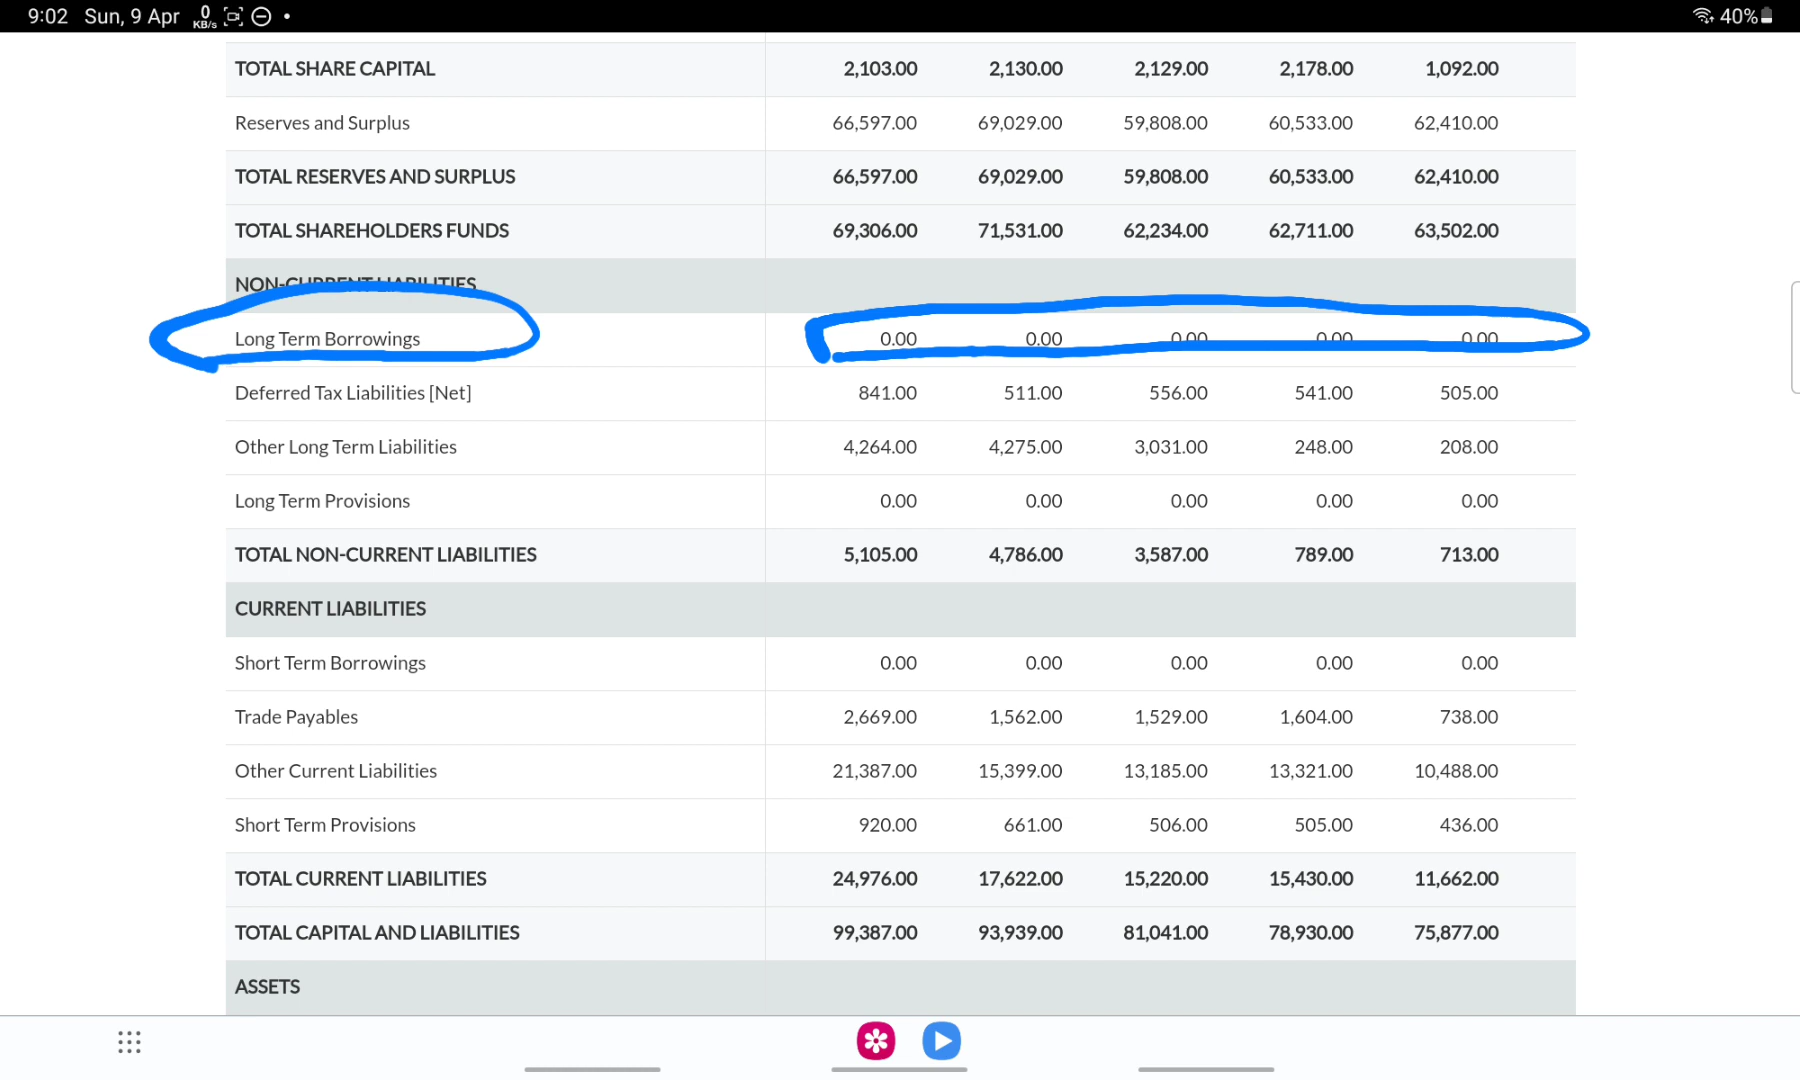 9:02 Sun, 9 Apr 0 KB/s 40%
TOTAL SHARE CAPITAL 2,103.00 2,130.00 2,129.00 2,178.00 1,092.00
Reserves and Surplus 66,597.00 69,029.00 59,808.00 60,533.00 62,410.00
TOTAL RESERVES AND SURPLUS 66,597.00 69,029.00 59,808.00 60,533.00 62,410.00
TOTAL SHAREHOLDERS FUNDS 69,306.00 71,531.00 62,234.00 62,711.00 63,502.00
NON-CURRENT LIABILITIES
Long Term Borrowings 0.00 0.00 0.00 0.00 0.00
Deferred Tax Liabilities [Net] 841.00 511.00 556.00 541.00 505.00
Other Long Term Liabilities 4,264.00 4,275.00 3,031.00 248.00 208.00
Long Term Provisions 0.00 0.00 0.00 0.00 0.00
TOTAL NON-CURRENT LIABILITIES 5,105.00 4,786.00 3,587.00 789.00 713.00
CURRENT LIABILITIES
Short Term Borrowings 0.00 0.00 0.00 0.00 0.00
Trade Payables 2,669.00 1,562.00 1,529.00 1,604.00 738.00
Other Current Liabilities 21,387.00 15,399.00 13,185.00 13,321.00 10,488.00
Short Term Provisions 920.00 661.00 506.00 505.00 436.00
TOTAL CURRENT LIABILITIES 24,976.00 17,622.00 15,220.00 15,430.00 11,662.00
TOTAL CAPITAL AND LIABILITIES 99,387.00 93,939.00 81,041.00 78,930.00 75,877.00
ASSETS